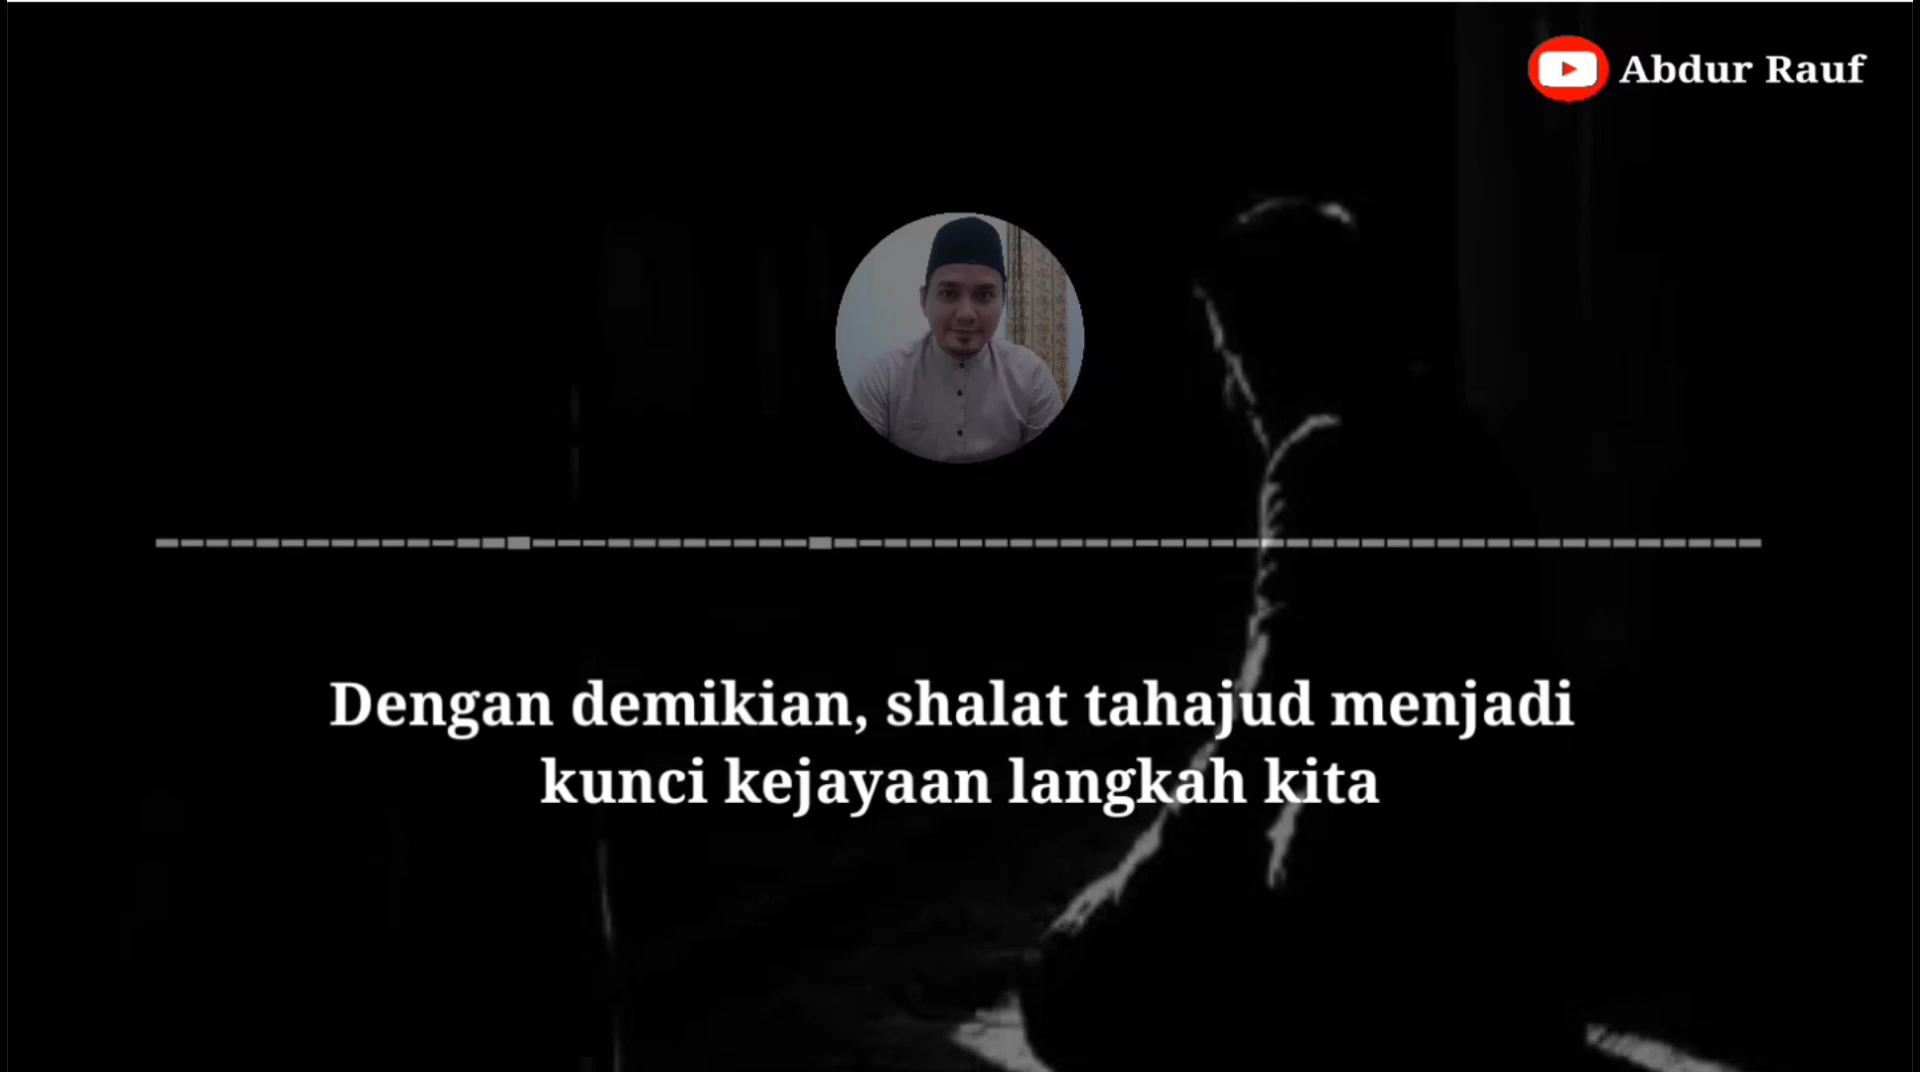 Abdur Rauf
Dengan demikian, shalat tahajud menjadi
kunci kejayaan langkah kita